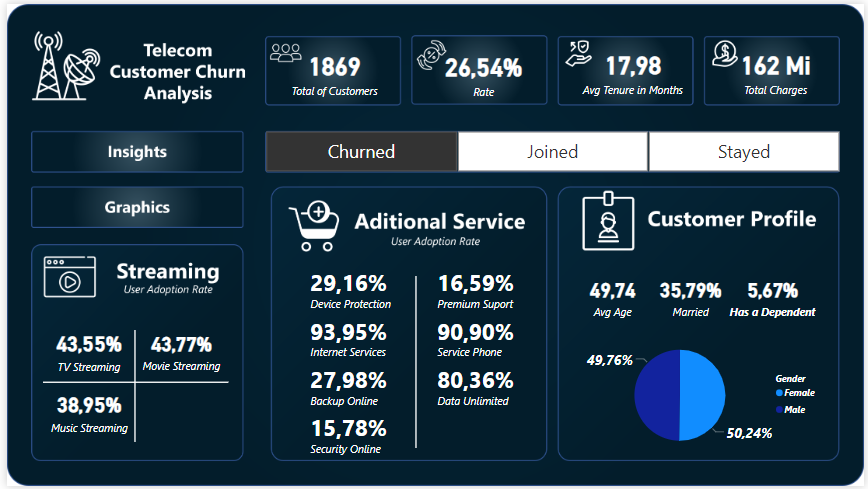 Telecom
Customer Churn
Analysis
1869
Total of Customers
26,54%
Rate
17,98
Avg Tenure in Months
162 Mi
Total Charges
Insights
Graphics
Churned
Joined
Stayed
Streaming
User Adoption Rate
43,55%
TV Streaming
43,77%
Movie Streaming
38,95%
Music Streaming
Aditional Service
User Adoption Rate
29,16%
Device Protection
16,59%
Premium Suport
93,95%
Internet Services
90,90%
Service Phone
27,98%
Backup Online
80,36%
Data Unlimited
15,78%
Security Online
Customer Profile
49,74
Avg Age
35,79%
Married
5,67%
Has a Dependent
49,76%
50,24%
Gender
Female
Male